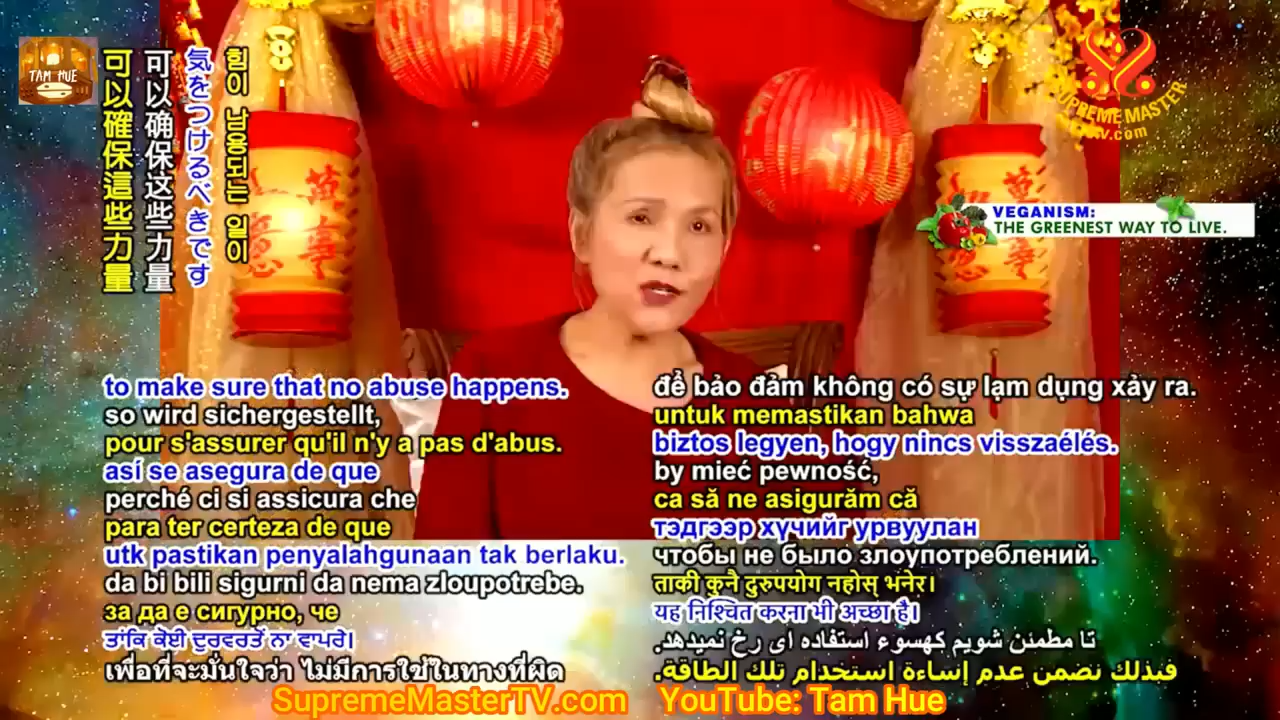 TAM HUE
可以確保這些力量
可以确保这些力量
気をつけるべきです
힘이 남용되는 일이
SUPREME MASTER
TV.com
VEGANISM:
THE GREENEST WAY TO LIVE.
to make sure that no abuse happens.
so wird sichergestellt,
pour s'assurer qu'il n'y a pas d'abus.
así se asegura de que
perché ci si assicura che
para ter certeza de que
utk pastikan penyalahgunaan tak berlaku.
da bi bili sigurni da nema zloupotrebe.
за да е сигурно, че
ਤਾਂਕਿ ਕੋਈ ਦੁਰਵਰਤੋਂ ਨਾ ਵਾਪਰੇ।
เพื่อที่จะมั่นใจว่า ไม่มีการใช้ในทางที่ผิด
để bảo đảm không có sự lạm dụng xảy ra.
untuk memastikan bahwa
biztos legyen, hogy nincs visszaélés.
by mieć pewność,
ca să ne asigurăm că
тэдгээр хүчийг урвуулан
чтобы не было злоупотреблений.
ताकी कुनै दुरुपयोग नहोस् भनेर।
यह निश्चित करना भी अच्छा है।
تا مطمئن شویم کهسوء استفاده ای رخ نمیدهد.
فبذلك نضمن عدم إساءة استخدام تلك الطاقة.
SupremeMasterTV.com
YouTube: Tam Hue